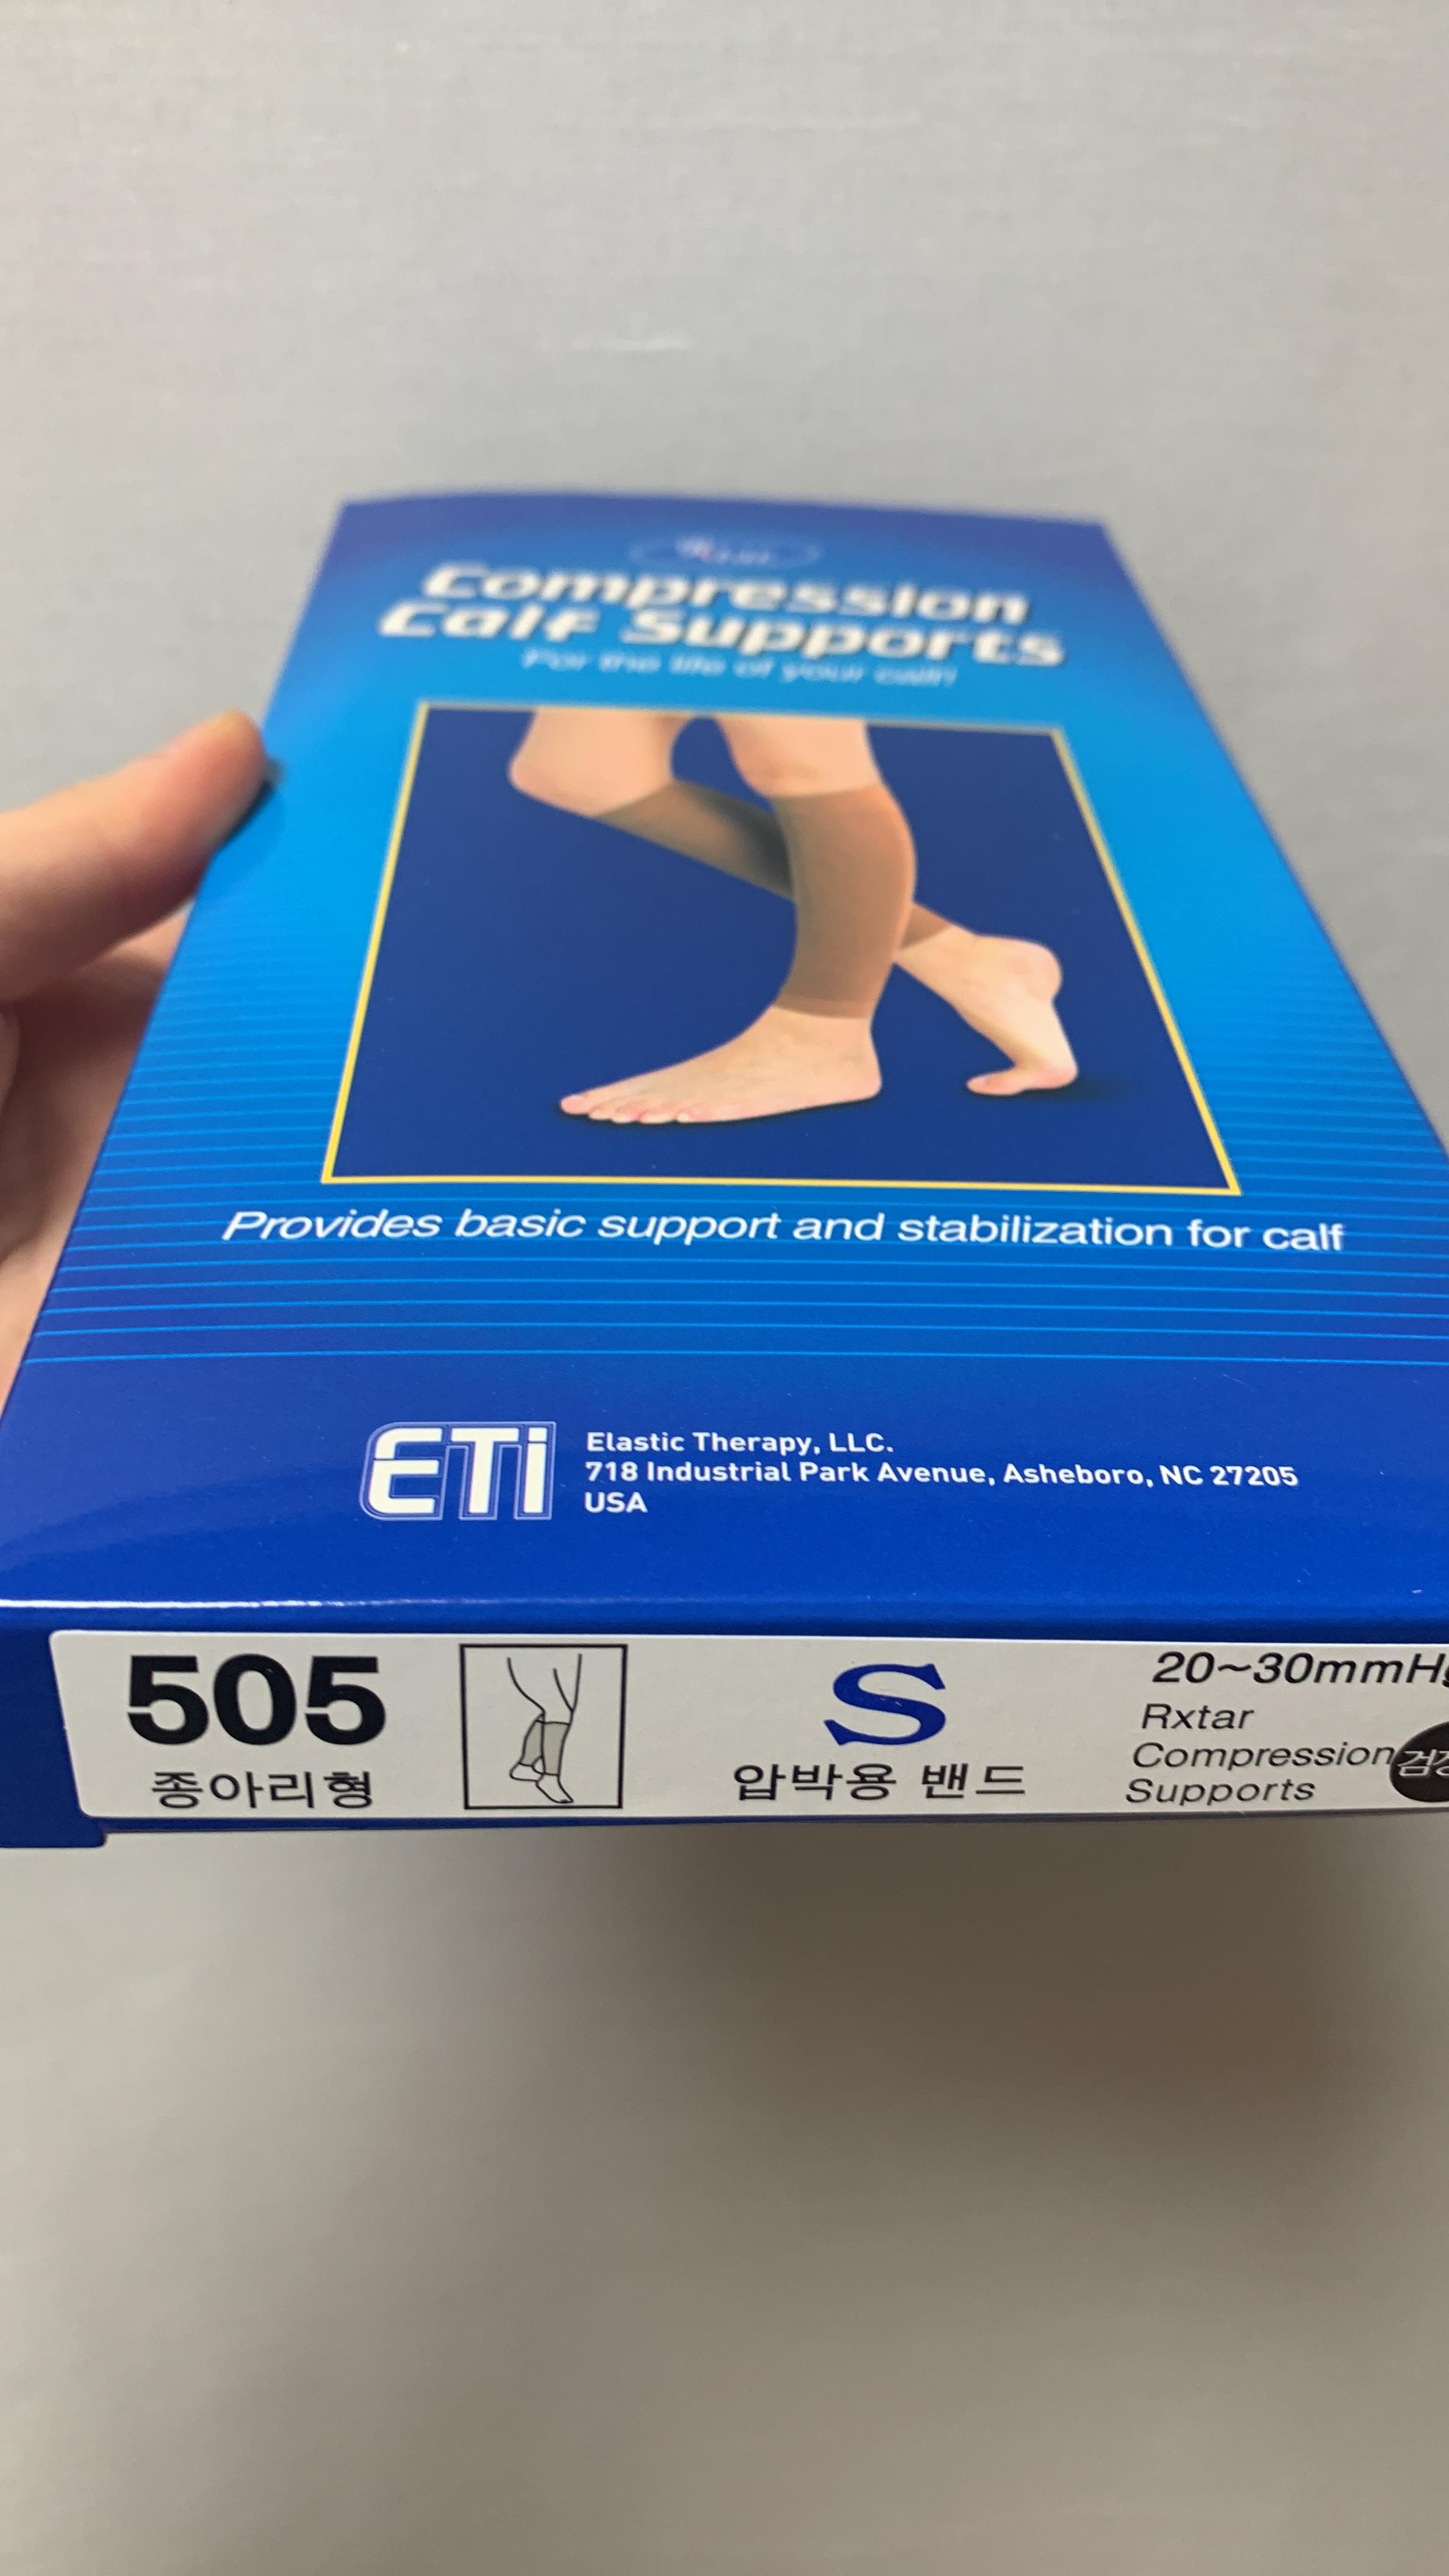 Compression
Calf Supports
For the life of your calf!
Provides basic support and stabilization for calf
ETi
Elastic Therapy, LLC.
718 Industrial Park Avenue, Asheboro, NC 27205
USA
505
종아리형
S
압박용 밴드
20~30mmHg
Rxtar
Compression
Supports